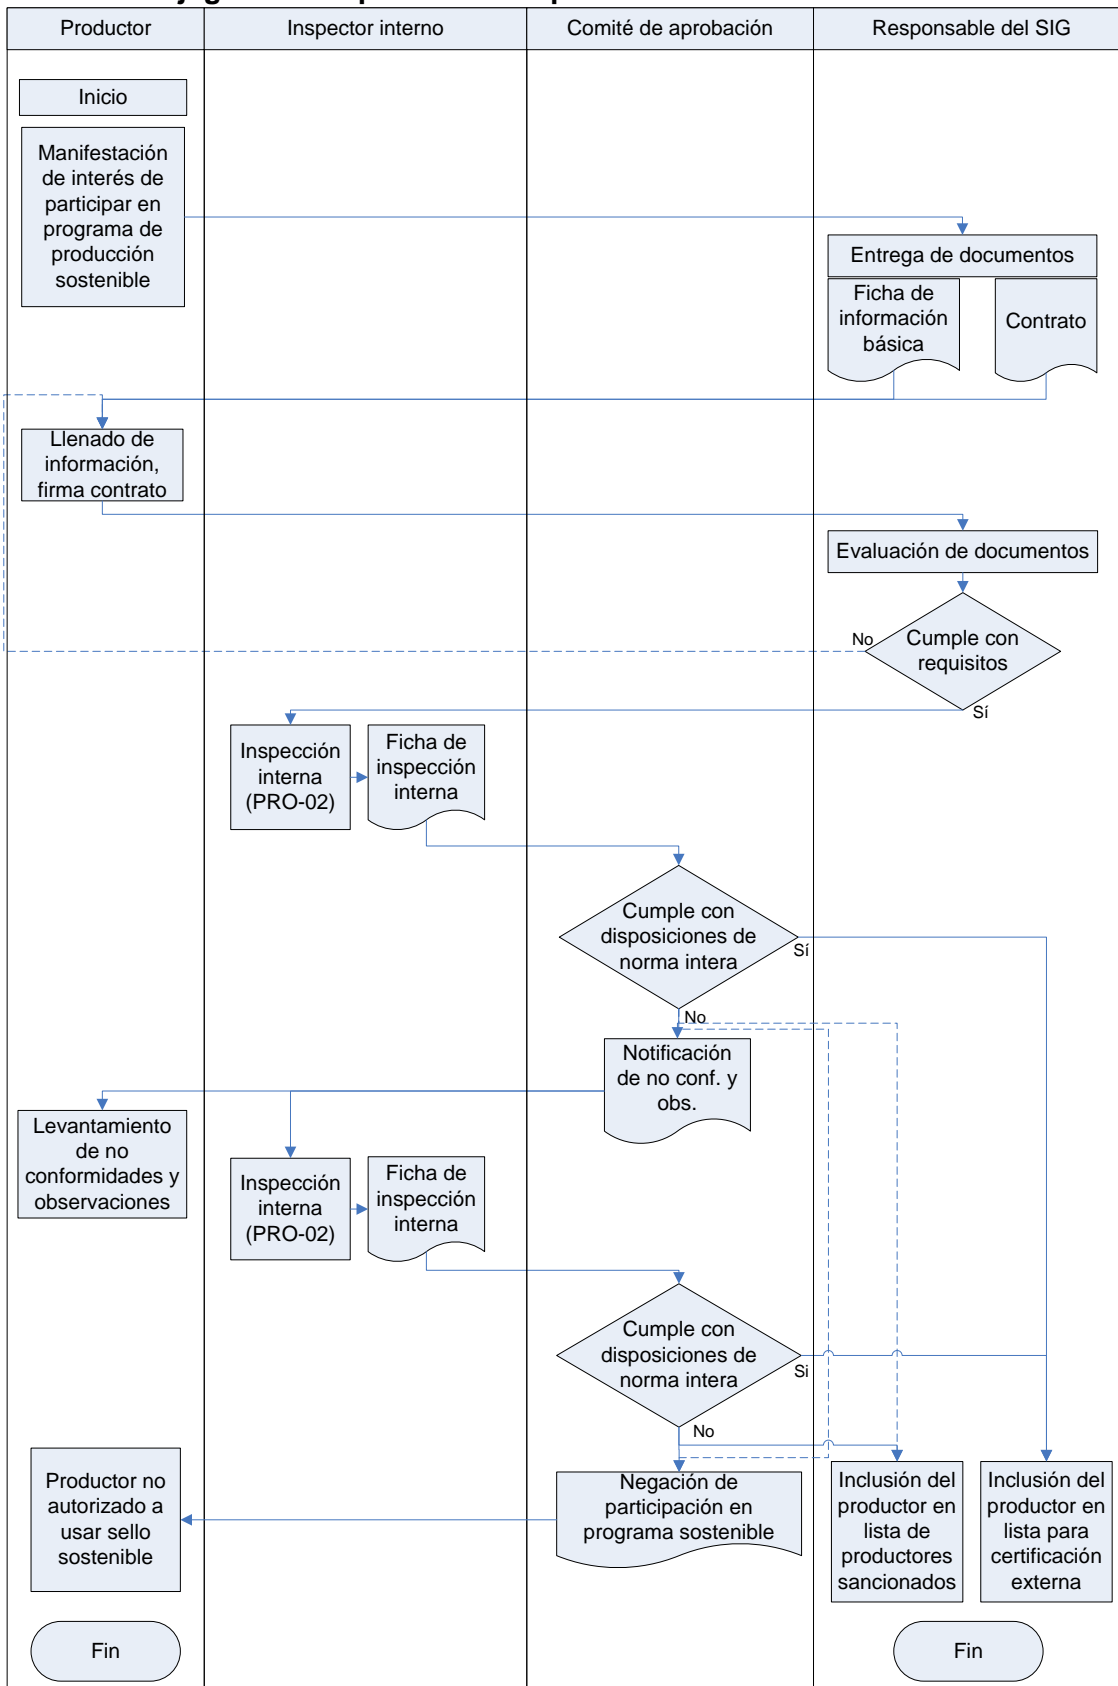 Productor
Inspector interno
Comité de aprobación
Responsable del SIG
Inicio
Manifestación
de interés de
participar en
programa de
producción
sostenible
Entrega de documentos
Ficha de
información
básica
Contrato
Llenado de
información,
firma contrato
Evaluación de documentos
Cumple con
requisitos
No
Sí
Inspección
interna
(PRO-02)
Ficha de
inspección
interna
Cumple con
disposiciones de
norma intera
Sí
No
Notificación
de no conf. y
obs.
Levantamiento
de no
conformidades y
observaciones
Inspección
interna
(PRO-02)
Ficha de
inspección
interna
Cumple con
disposiciones de
norma intera
Si
No
Productor no
autorizado a
usar sello
sostenible
Negación de
participación en
programa sostenible
Inclusión del
productor en
lista de
productores
sancionados
Inclusión del
productor en
lista para
certificación
externa
Fin
Fin